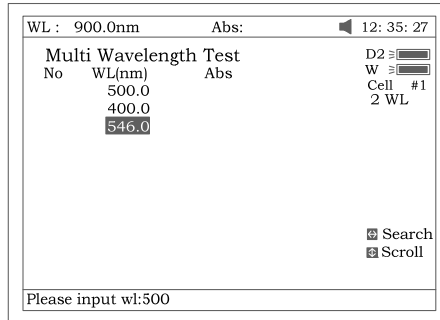 WL : 900.0nm Abs: 12: 35: 27
Multi Wavelength Test
No WL(nm) Abs
500.0
400.0
546.0
D2
W
Cell #1
2 WL
Search
Scroll
Please input wl:500